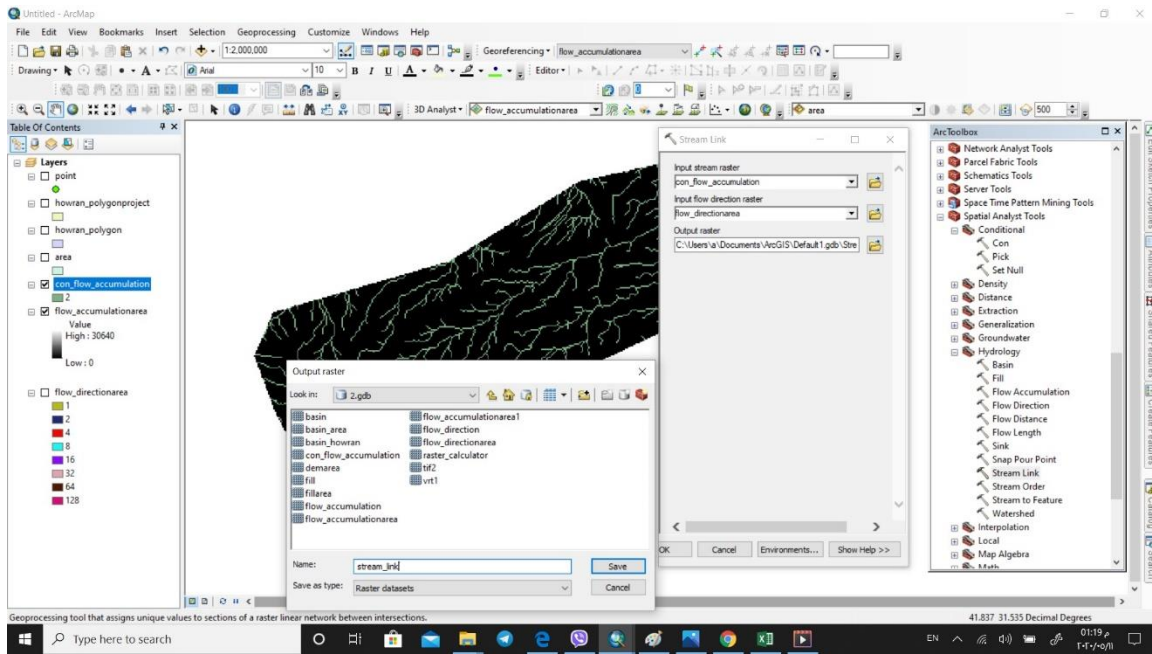 Untitled - ArcMap
File Edit View Bookmarks Insert Selection Geoprocessing Customize Windows Help
1:2,000,000
Georeferencing
flow_accumulationarea
Drawing
Arial
10
B I U A
Editor
3D Analyst
flow_accumulationarea
area
500
Table Of Contents
Layers
point
howran_polygonproject
howran_polygon
area
con_flow_accumulation
2
flow_accumulationarea
Value
High : 30640
Low : 0
flow_directionarea
1
2
4
8
16
32
64
128
Stream Link
Input stream raster
con_flow_accumulation
Input flow direction raster
flow_directionarea
Output raster
C:\Users\a\Documents\ArcGIS\Default1.gdb\Stre
OK
Cancel
Environments...
Show Help >>
Output raster
Look in:
2.gdb
basin
basin_area
basin_howran
con_flow_accumulation
demarea
fill
fillarea
flow_accumulation
flow_accumulationarea
flow_accumulationarea1
flow_direction
flow_directionarea
raster_calculator
tif2
vrt1
Name:
stream_link
Save
Save as type:
Raster datasets
Cancel
ArcToolbox
Network Analyst Tools
Parcel Fabric Tools
Schematics Tools
Server Tools
Space Time Pattern Mining Tools
Spatial Analyst Tools
Conditional
Con
Pick
Set Null
Density
Distance
Extraction
Generalization
Groundwater
Hydrology
Basin
Fill
Flow Accumulation
Flow Direction
Flow Distance
Flow Length
Sink
Snap Pour Point
Stream Link
Stream Order
Stream to Feature
Watershed
Interpolation
Local
Map Algebra
Math
Geoprocessing tool that assigns unique values to sections of a raster linear network between intersections.
41.837 31.535 Decimal Degrees
Type here to search
EN
01:19 م
٢٠٢٠/٠٥/١١